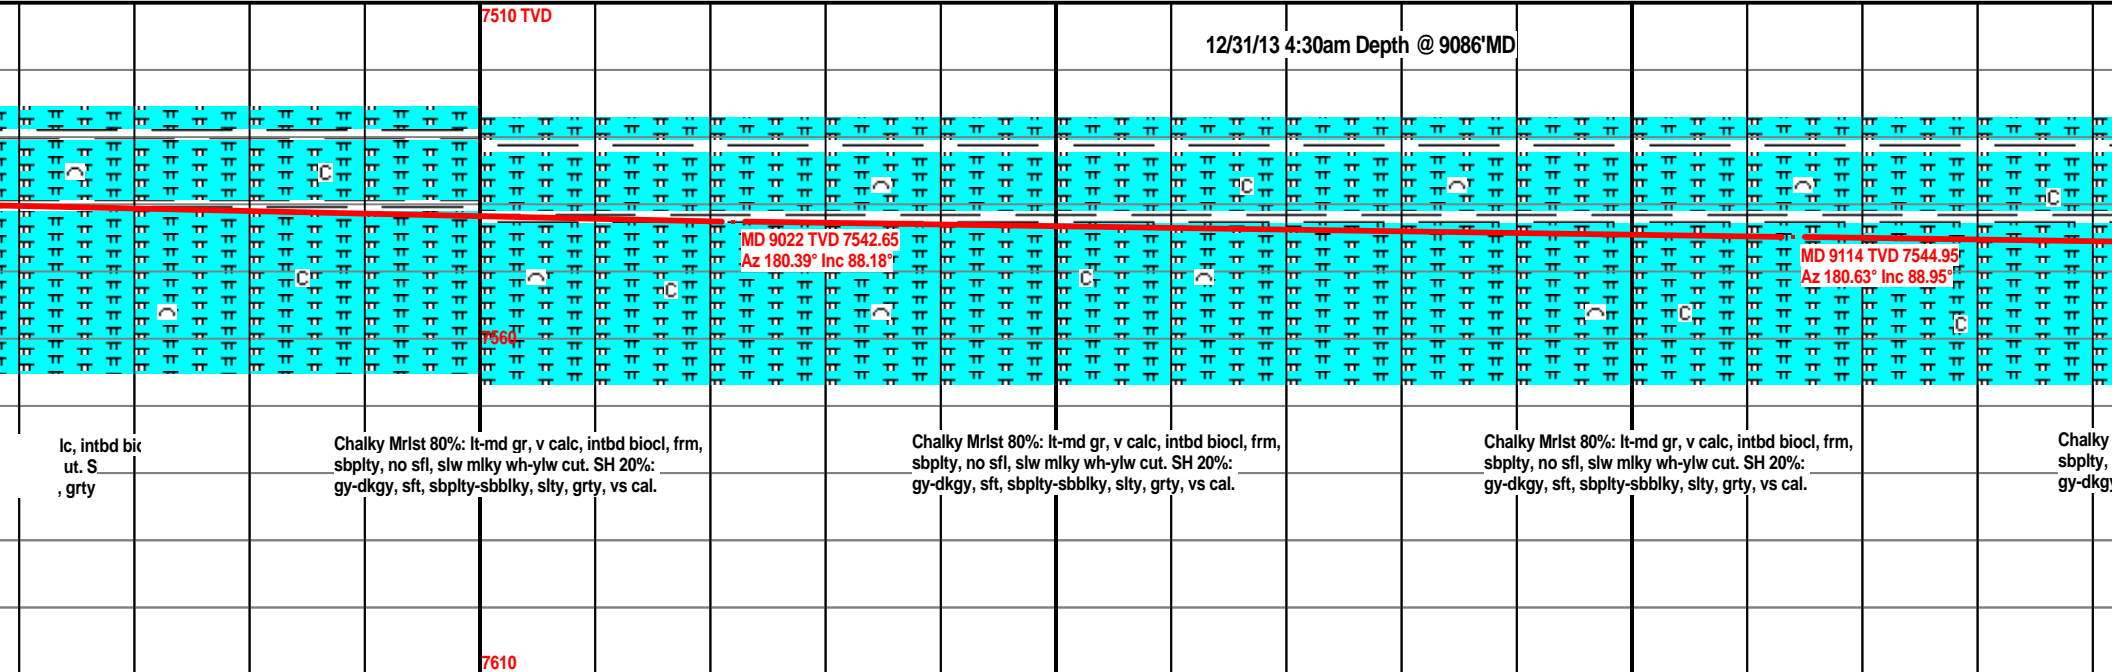 7510 TVD
12/31/13 4:30am Depth @ 9086'MD
C
C
C
C
MD 9022 TVD 7542.65
Az 180.39° Inc 88.18°
MD 9114 TVD 7544.95
Az 180.63° Inc 88.95°
C
C
C
C
C
7560
lc, intbd bio
ut. S
, grty
Chalky Mrlst 80%: lt-md gr, v calc, intbd biocl, frm,
sbplty, no sfl, slw mlky wh-ylw cut. SH 20%:
gy-dkgy, sft, sbplty-sbblky, slty, grty, vs cal.
Chalky Mrlst 80%: lt-md gr, v calc, intbd biocl, frm,
sbplty, no sfl, slw mlky wh-ylw cut. SH 20%:
gy-dkgy, sft, sbplty-sbblky, slty, grty, vs cal.
Chalky Mrlst 80%: lt-md gr, v calc, intbd biocl, frm,
sbplty, no sfl, slw mlky wh-ylw cut. SH 20%:
gy-dkgy, sft, sbplty-sbblky, slty, grty, vs cal.
Chalky
sbplty,
gy-dkgy
7610